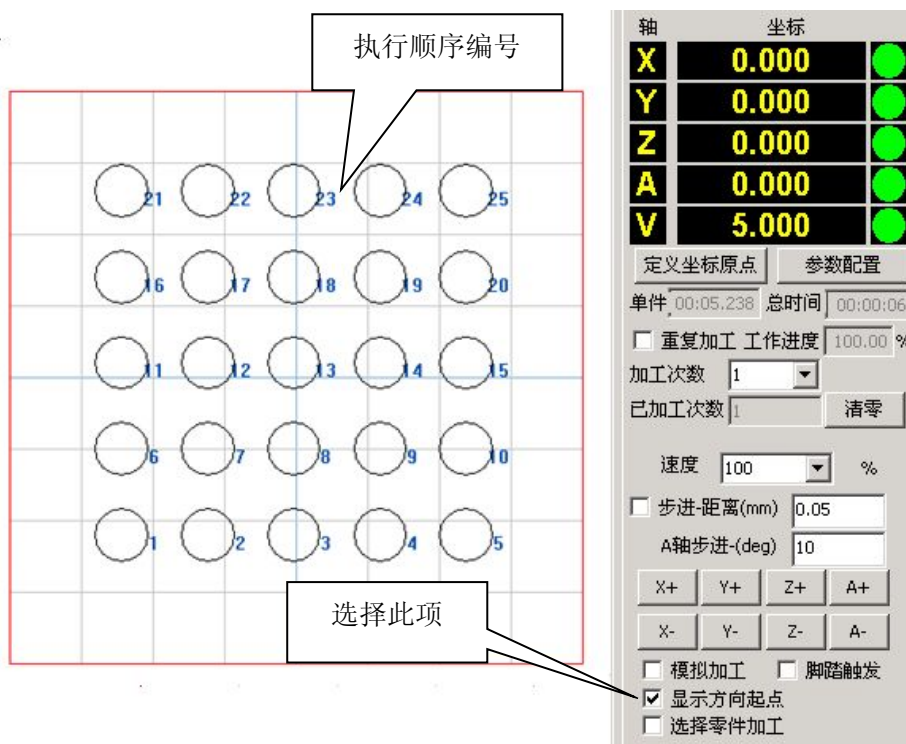 执行顺序编号
21 22 23 24 25
16 17 18 19 20
11 12 13 14 15
6 7 8 9 10
1 2 3 4 5
选择此项
轴 坐标
X 0.000
Y 0.000
Z 0.000
A 0.000
V 5.000
定义坐标原点 参数配置
单件 00:05.238 总时间 00:00:06
重复加工 工作进度 100.00 %
加工次数 1
已加工次数 1 清零
速度 100 %
步进-距离(mm) 0.05
A轴步进-(deg) 10
X+ Y+ Z+ A+
X- Y- Z- A-
模拟加工 脚踏触发
显示方向起点
选择零件加工